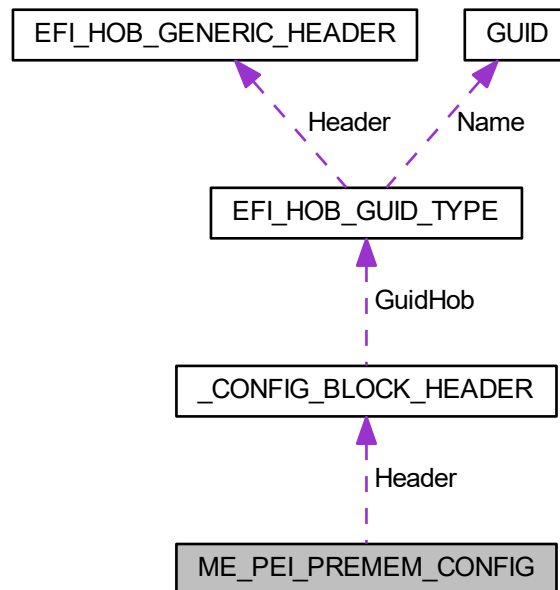 EFI_HOB_GENERIC_HEADER
GUID
Header
Name
EFI_HOB_GUID_TYPE
GuidHob
_CONFIG_BLOCK_HEADER
Header
ME_PEI_PREMEM_CONFIG